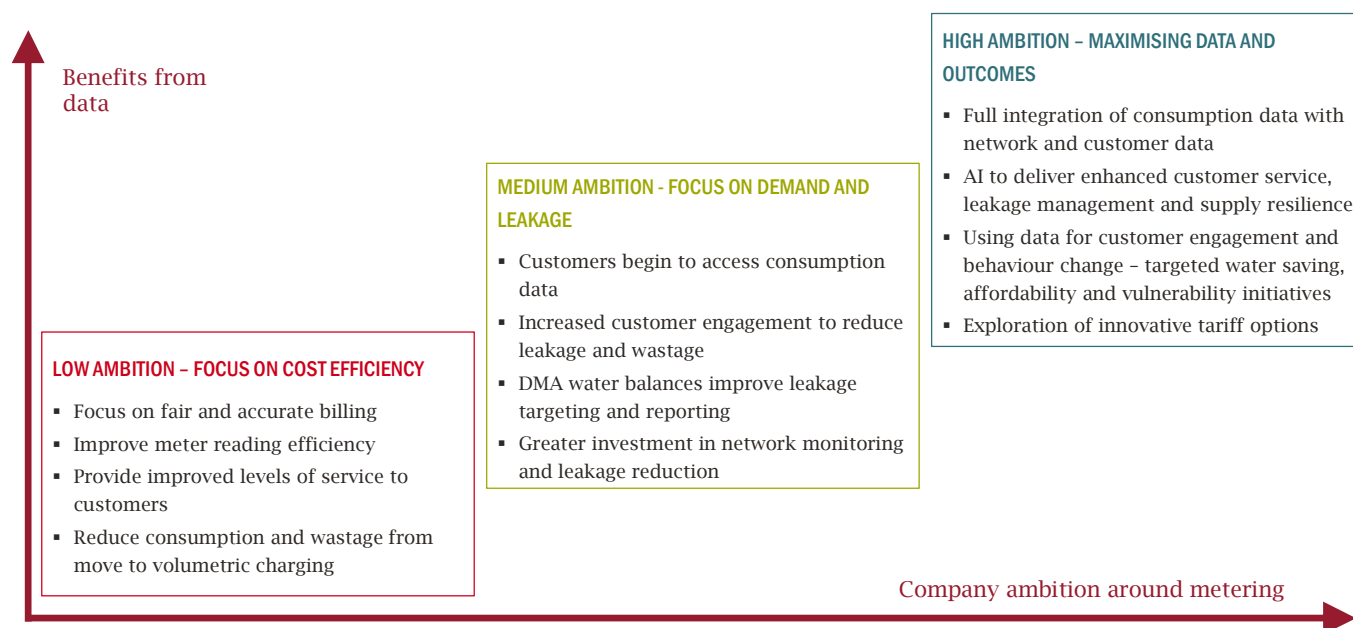 Benefits from
data
HIGH AMBITION – MAXIMISING DATA AND
OUTCOMES
▪ Full integration of consumption data with
network and customer data
▪ AI to deliver enhanced customer service,
leakage management and supply resilience
▪ Using data for customer engagement and
behaviour change – targeted water saving,
affordability and vulnerability initiatives
▪ Exploration of innovative tariff options
MEDIUM AMBITION - FOCUS ON DEMAND AND
LEAKAGE
▪ Customers begin to access consumption
data
▪ Increased customer engagement to reduce
leakage and wastage
▪ DMA water balances improve leakage
targeting and reporting
▪ Greater investment in network monitoring
and leakage reduction
LOW AMBITION – FOCUS ON COST EFFICIENCY
▪ Focus on fair and accurate billing
▪ Improve meter reading efficiency
▪ Provide improved levels of service to
customers
▪ Reduce consumption and wastage from
move to volumetric charging
Company ambition around metering